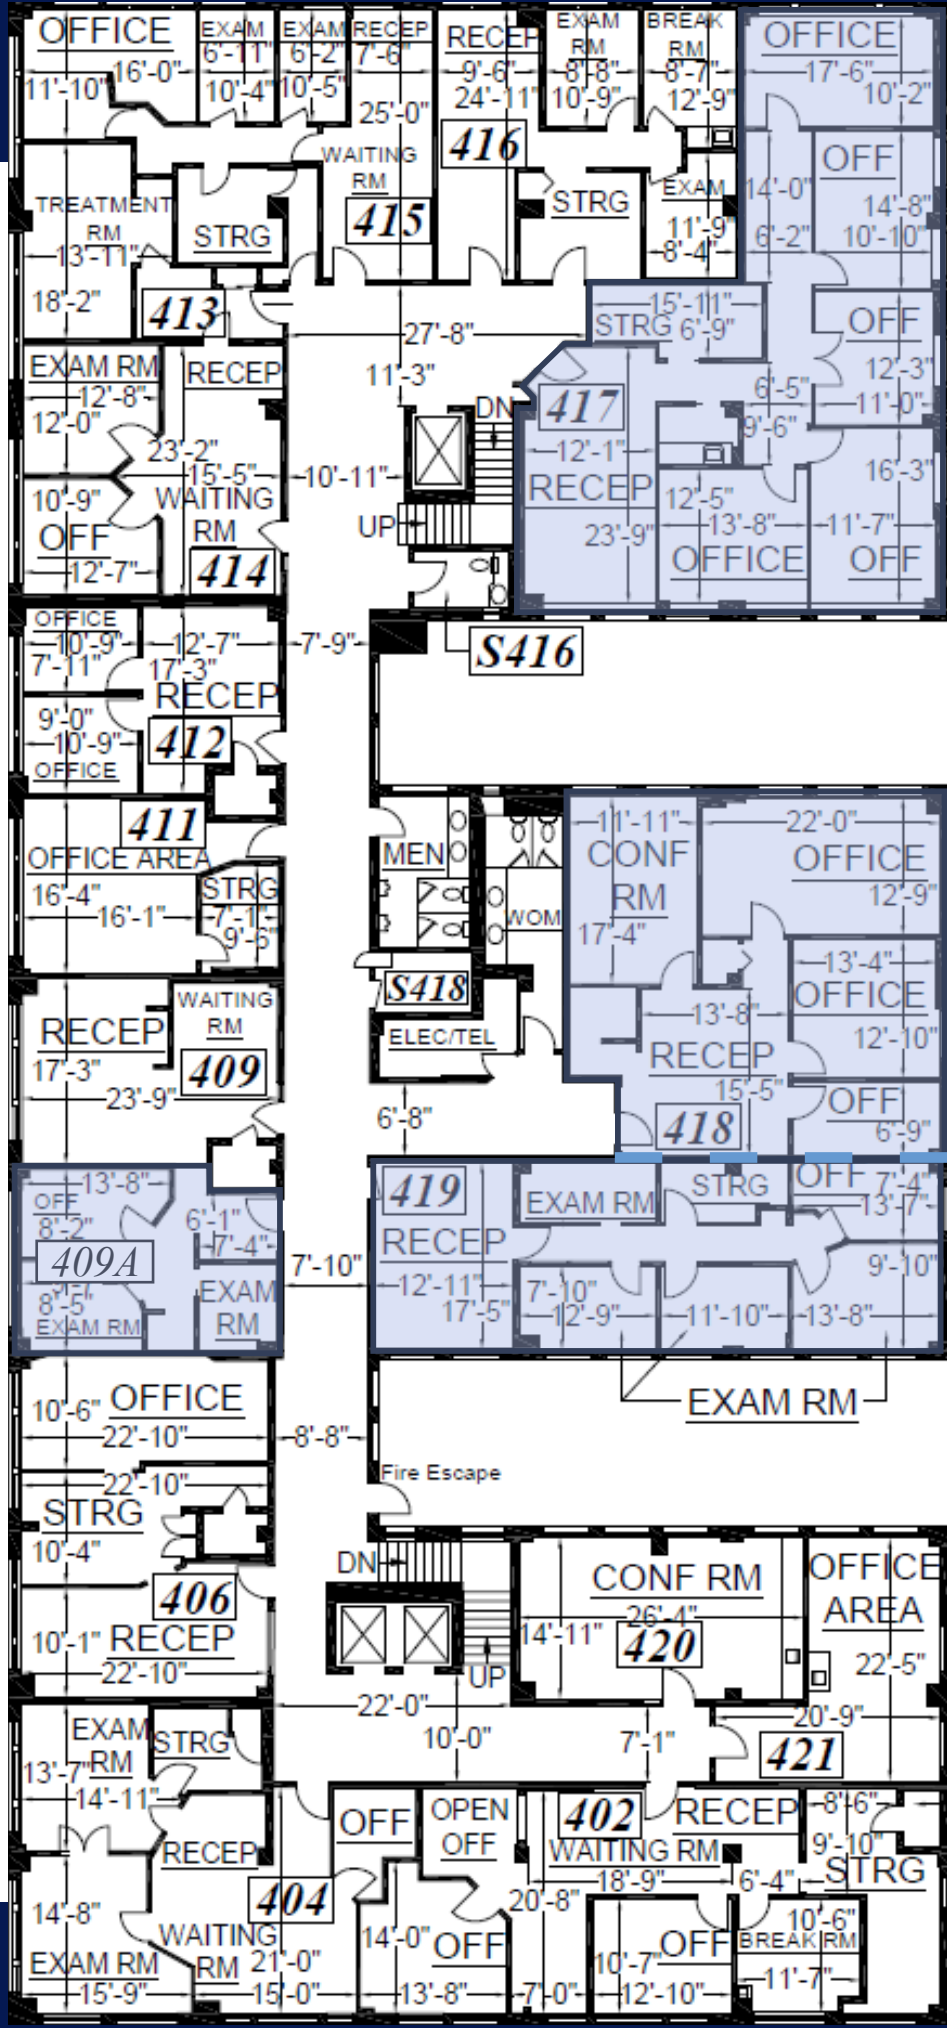 OFFICE
16'-0"
11'-10"
EXAM
6'-11"
10'-4"
EXAM
6'-2"
10'-5"
RECEP
7'-6"
25'-0"
WAITING
RM
415
RECEP
9'-6"
24'-11"
416
EXAM
RM
8'-8"
10'-9"
BREAK
RM
8'-7"
12'-9"
OFFICE
17'-6"
10'-2"
TREATMENT
RM
13'-11"
18'-2"
STRG
413
STRG
EXAM
11'-9"
8'-4"
14'-0"
6'-2"
OFF
14'-8"
10'-10"
27'-8"
11'-3"
15'-11"
STRG
6'-9"
OFF
12'-3"
11'-0"
EXAM RM
12'-8"
12'-0"
RECEP
23'-2"
15'-5"
WAITING
RM
414
10'-9"
OFF
12'-7"
10'-11"
DN
UP
417
12'-1"
RECEP
23'-9"
6'-5"
9'-6"
12'-5"
13'-8"
OFFICE
16'-3"
11'-7"
OFF
OFFICE
10'-9"
7'-11"
12'-7"
17'-3"
RECEP
412
9'-0"
10'-9"
OFFICE
7'-9"
S416
411
OFFICE AREA
16'-4"
16'-1"
STRG
7'-1"
9'-6"
MEN
WOM
11'-11"
CONF
RM
17'-4"
22'-0"
OFFICE
12'-9"
S418
ELEC/TEL
13'-4"
OFFICE
12'-10"
13'-8"
RECEP
15'-5"
418
OFF
6'-9"
RECEP
17'-3"
23'-9"
WAITING
RM
409
6'-8"
13'-8"
OFF
8'-2"
409A
8'-5"
EXAM RM
6'-1"
7'-4"
EXAM
RM
7'-10"
419
RECEP
12'-11"
17'-5"
EXAM RM
STRG
OFF
7'-4"
13'-7"
7'-10"
12'-9"
11'-10"
9'-10"
13'-8"
EXAM RM
10'-6"
OFFICE
22'-10"
8'-8"
Fire Escape
22'-10"
STRG
10'-4"
406
10'-1"
RECEP
22'-10"
DN
UP
CONF RM
26'-4"
14'-11"
420
OFFICE
AREA
22'-5"
22'-0"
10'-0"
7'-1"
20'-9"
421
EXAM
RM
13'-7"
14'-11"
STRG
RECEP
404
OFF
OPEN
OFF
402
RECEP
WAITING RM
18'-9"
20'-8"
6'-4"
8'-6"
9'-10"
STRG
14'-8"
EXAM RM
15'-9"
WAITING
RM
21'-0"
15'-0"
14'-0"
OFF
13'-8"
7'-0"
10'-7"
OFF
12'-10"
10'-6"
BREAK RM
11'-7"